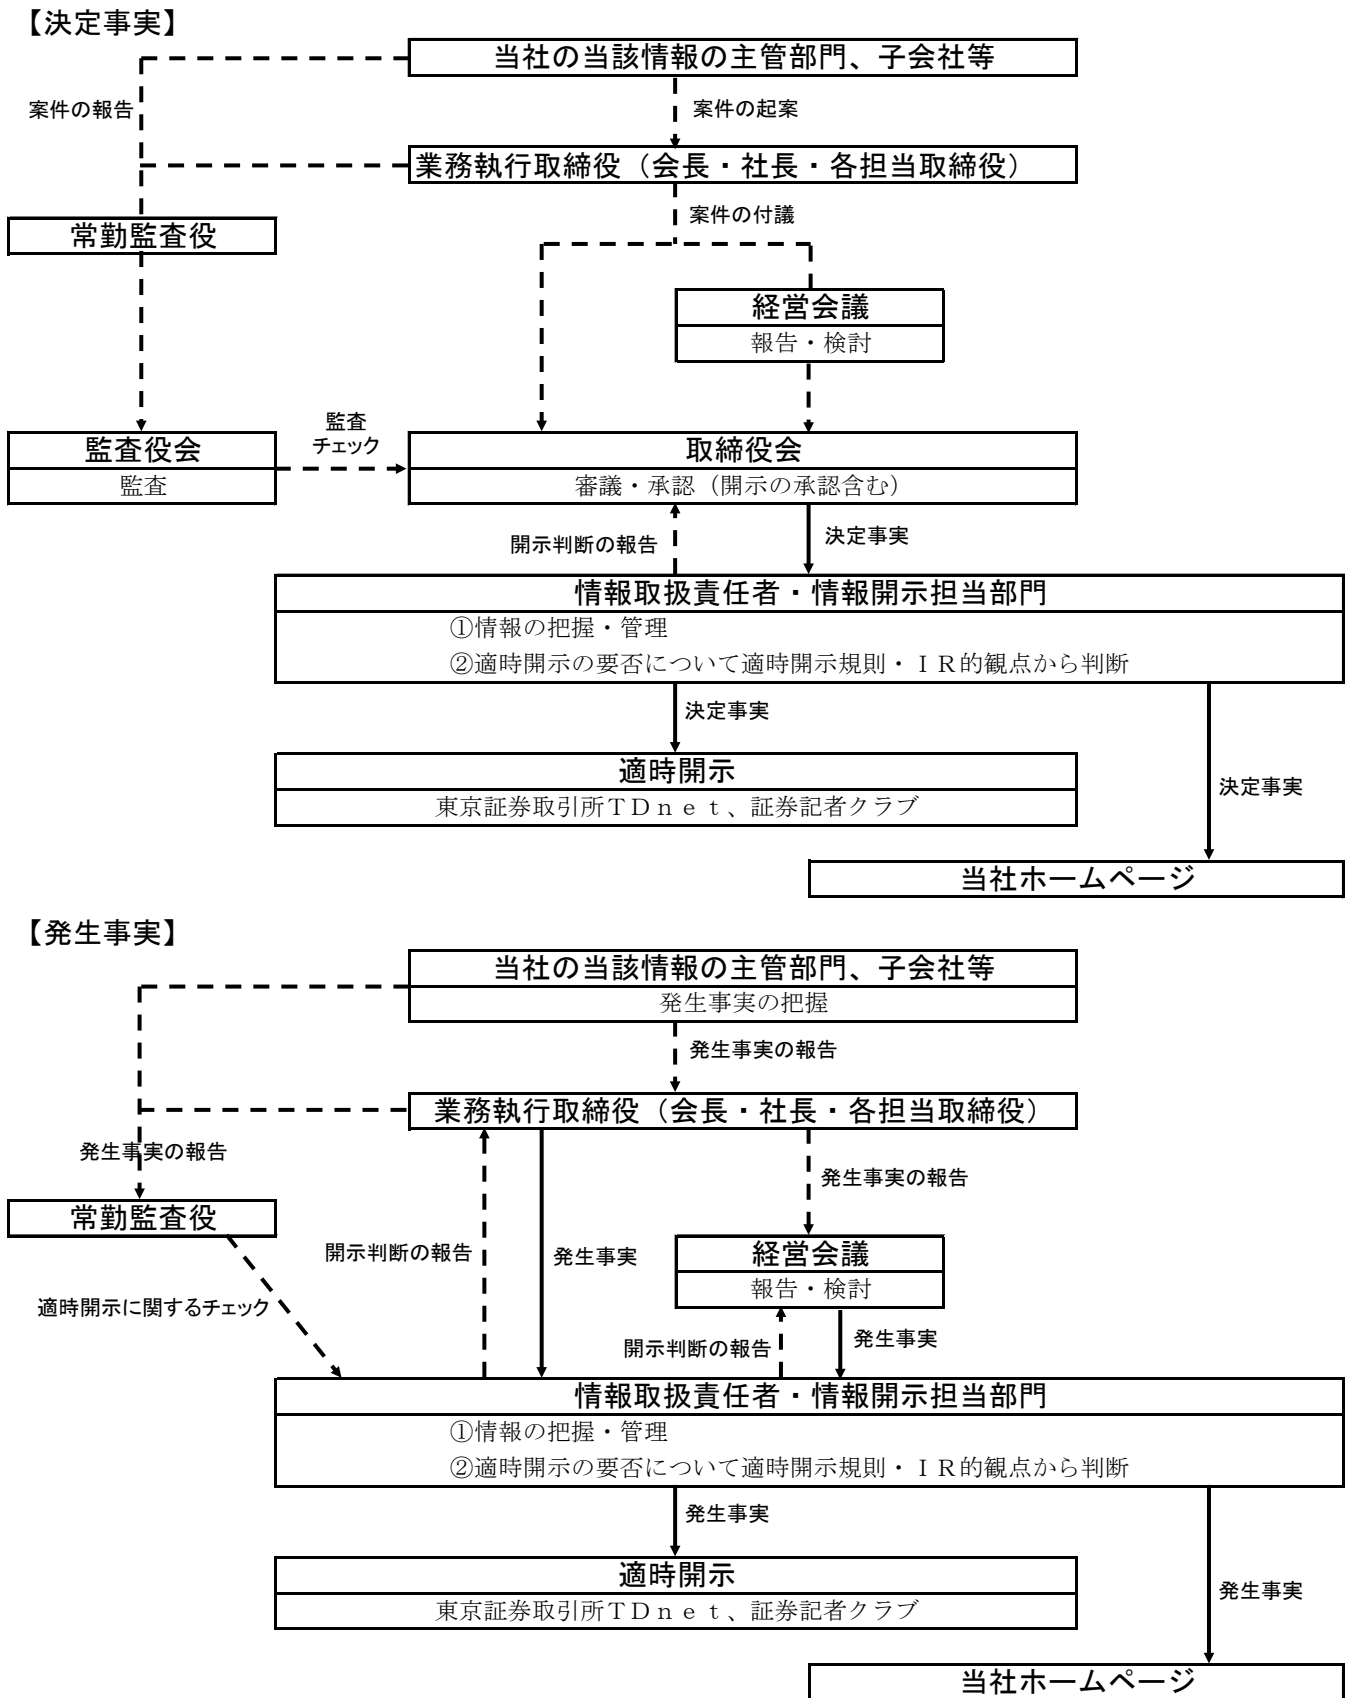 【決定事実】
当社の当該情報の主管部門、子会社等
案件の報告
案件の起案
業務執行取締役（会長・社長・各担当取締役）
案件の付議
常勤監査役
経営会議
報告・検討
監査
チェック
監査役会
監査
取締役会
審議・承認（開示の承認含む）
開示判断の報告
決定事実
情報取扱責任者・情報開示担当部門
①情報の把握・管理
②適時開示の要否について適時開示規則・ＩＲ的観点から判断
決定事実
適時開示
東京証券取引所ＴＤｎｅｔ、証券記者クラブ
決定事実
当社ホームページ
【発生事実】
当社の当該情報の主管部門、子会社等
発生事実の把握
発生事実の報告
業務執行取締役（会長・社長・各担当取締役）
発生事実の報告
発生事実の報告
常勤監査役
開示判断の報告
発生事実
経営会議
報告・検討
適時開示に関するチェック
開示判断の報告
発生事実
情報取扱責任者・情報開示担当部門
①情報の把握・管理
②適時開示の要否について適時開示規則・ＩＲ的観点から判断
発生事実
適時開示
東京証券取引所ＴＤｎｅｔ、証券記者クラブ
発生事実
当社ホームページ